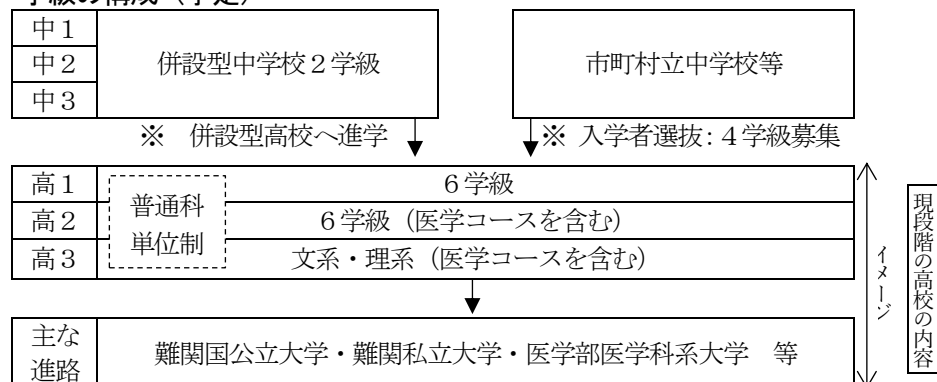 学級の構成（予定）
中１
中２
中３
併設型中学校２学級
市町村立中学校等
※　併設型高校へ進学
※ 入学者選抜：４学級募集
高１
高２
高３
普通科
単位制
６学級
６学級（医学コースを含む）
文系・理系（医学コースを含む）
イメージ
現段階の高校の内容
主な
進路
難関国公立大学・難関私立大学・医学部医学科系大学　等